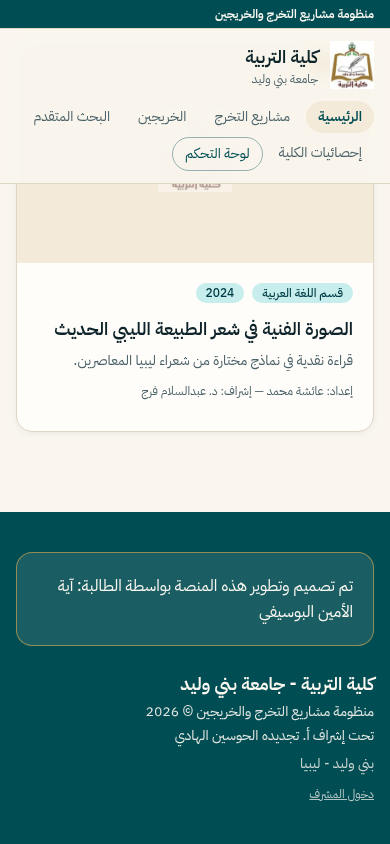 منظومة مشاريع التخرج والخريجين
كلية التربية
جامعة بني وليد
الرئيسية
مشاريع التخرج
الخريجين
البحث المتقدم
إحصائيات الكلية
لوحة التحكم
كلية التربية
قسم اللغة العربية
2024
الصورة الفنية في شعر الطبيعة الليبي الحديث
قراءة نقدية في نماذج مختارة من شعراء ليبيا المعاصرين.
إعداد: عائشة محمد — إشراف: د. عبدالسلام فرج
تم تصميم وتطوير هذه المنصة بواسطة الطالبة: آية
الأمين البوسيفي
كلية التربية - جامعة بني وليد
منظومة مشاريع التخرج والخريجين © 2026
تحت إشراف أ. تجديده الحوسين الهادي
بني وليد - ليبيا
دخول المشرف